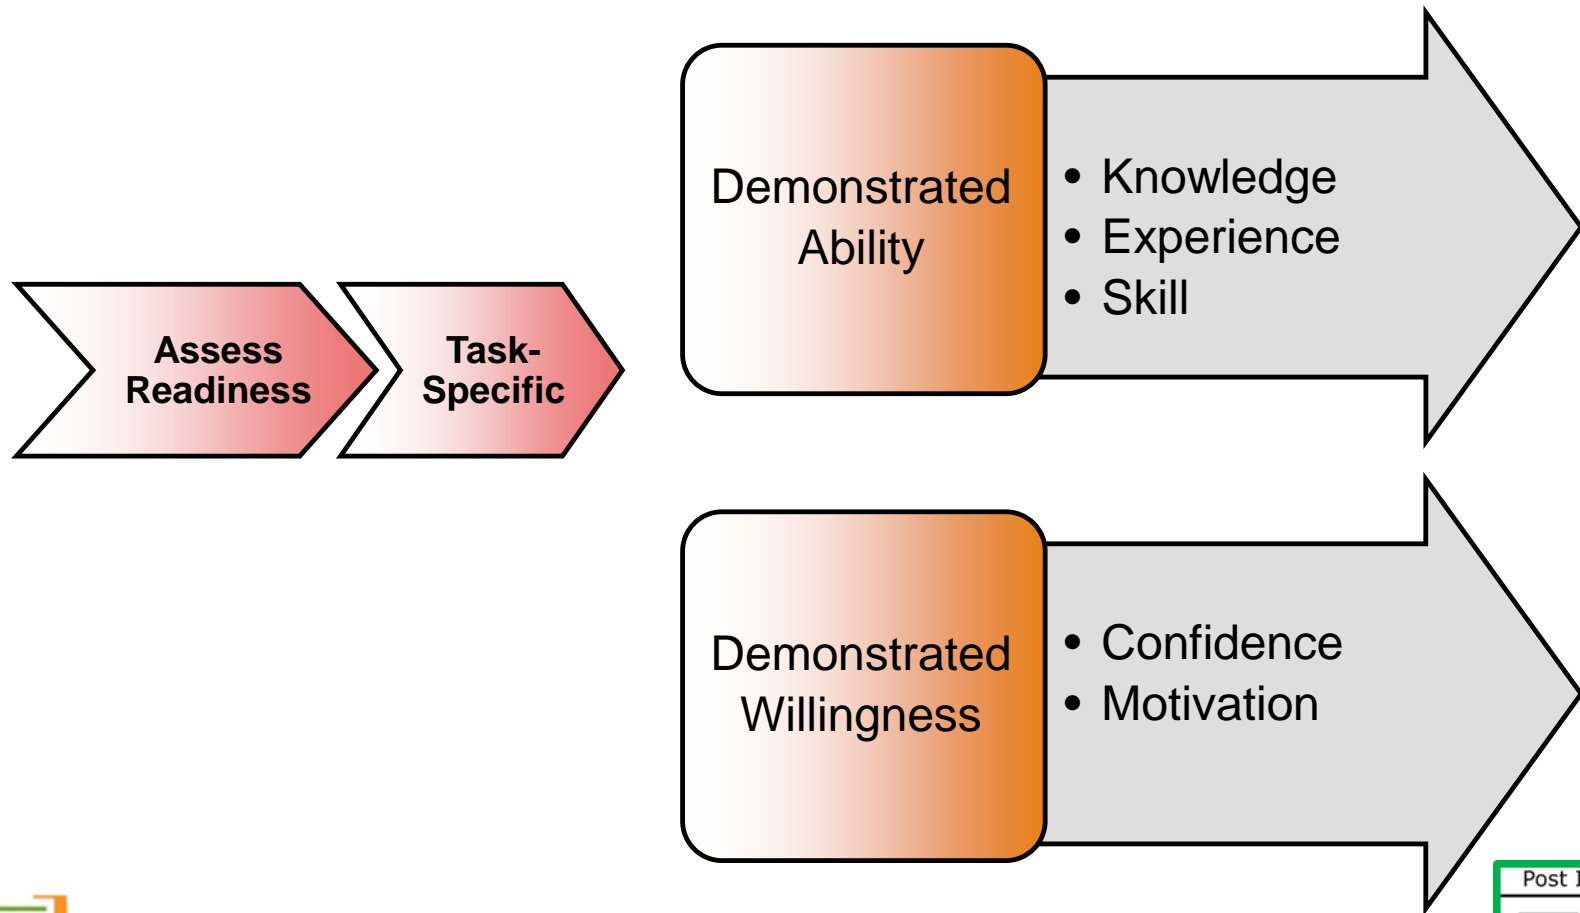 Assess
Readiness
Task-
Specific
Demonstrated
Ability
• Knowledge
• Experience
• Skill
Demonstrated
Willingness
• Confidence
• Motivation
Post